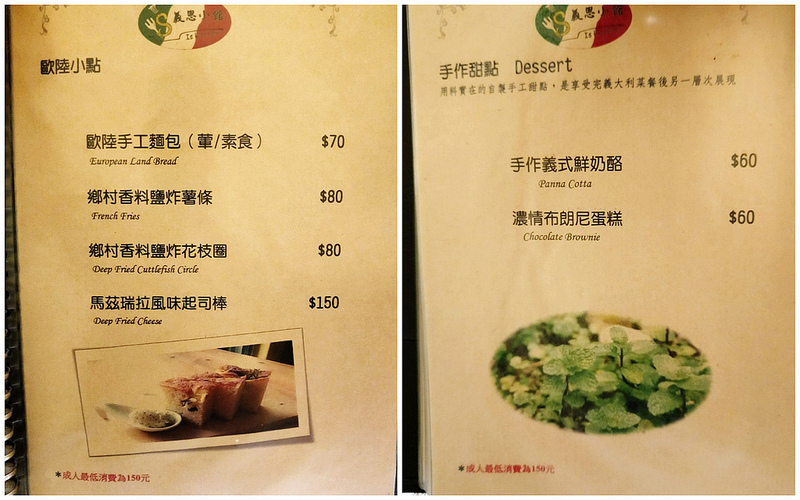 義思小館
歐陸小點
歐陸手工麵包(葷/素食) $70
European Land Bread
鄉村香料鹽炸薯條 $80
French Fries
鄉村香料鹽炸花枝圈 $80
Deep Fried Cuttlefish Circle
馬茲瑞拉風味起司棒 $150
Deep Fried Cheese
*成人最低消費為150元
義思小館
手作甜點 Dessert
用料實在的自製手工甜點,是享受完義大利菜餐後另一層次展現
手作義式鮮奶酪 $60
Panna Cotta
濃情布朗尼蛋糕 $60
Chocolate Brownie
*成人最低消費為150元